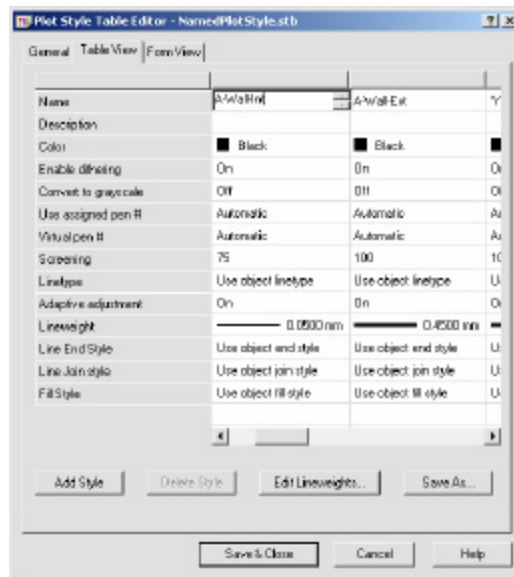 Plot Style Table Editor - NamedPlotStyle.stb
General Table View Form View
Name A-Wall-Int A-Wall-Ext
Description
Color Black Black
Enable dithering On On
Convert to grayscale Off Off
Use assigned pen # Automatic Automatic
Virtual pen # Automatic Automatic
Screening 75 100
Linetype Use object linetype Use object linetype
Adaptive adjustment On On
Lineweight 0.0500 mm 0.4500 mm
Line End Style Use object end style Use object end style
Line Join style Use object join style Use object join style
Fill Style Use object fill style Use object fill style
Add Style Delete Style Edit Lineweights... Save As...
Save & Close Cancel Help